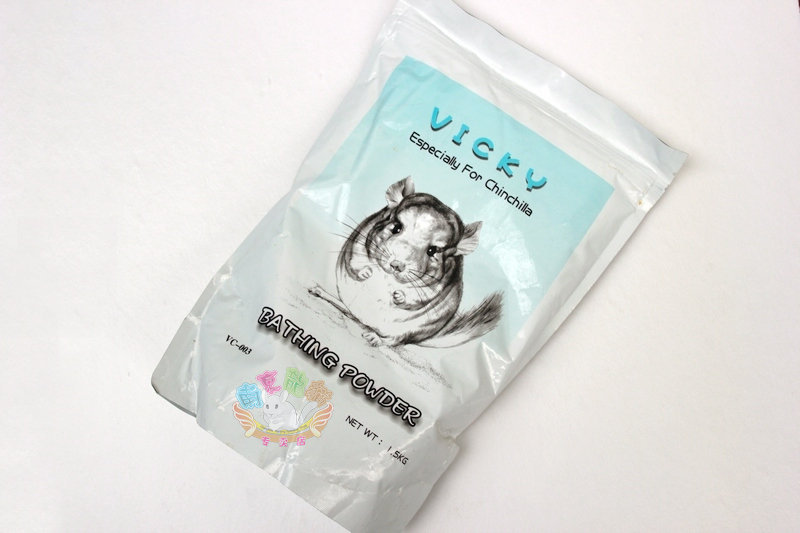 VICKY
Especially For Chinchilla
BATHING POWDER
VC-003
NET WT: 1.5KG